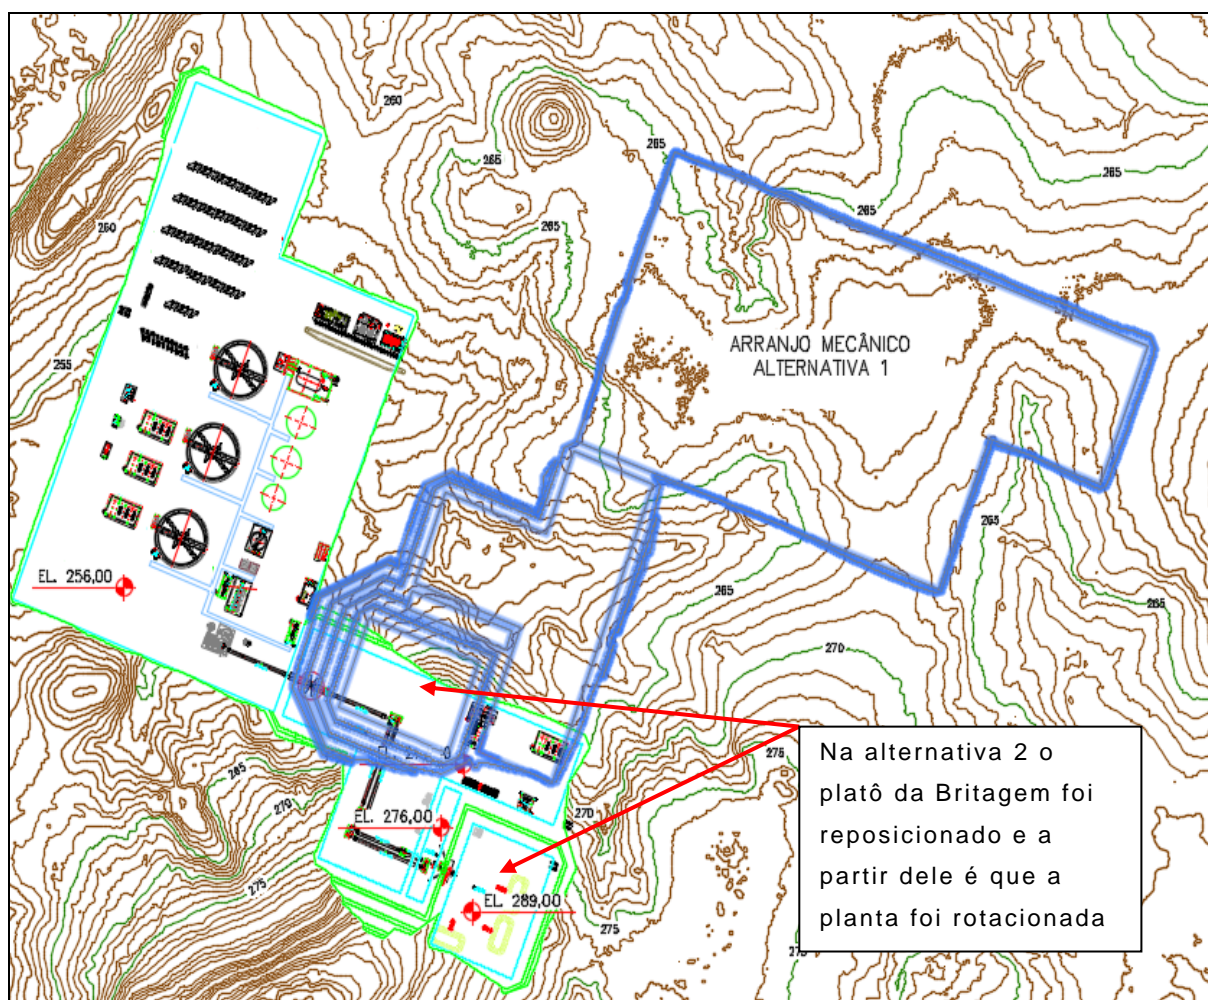 260
265
265
265
265
265
260
ARRANJO MECÂNICO
ALTERNATIVA 1
255
265
EL. 256,00
265
265
270
Na alternativa 2 o
platô da Britagem foi
reposicionado e a
partir dele é que a
planta foi rotacionada
275
265
270
EL. 276,00
270
275
EL 289,00
275
275